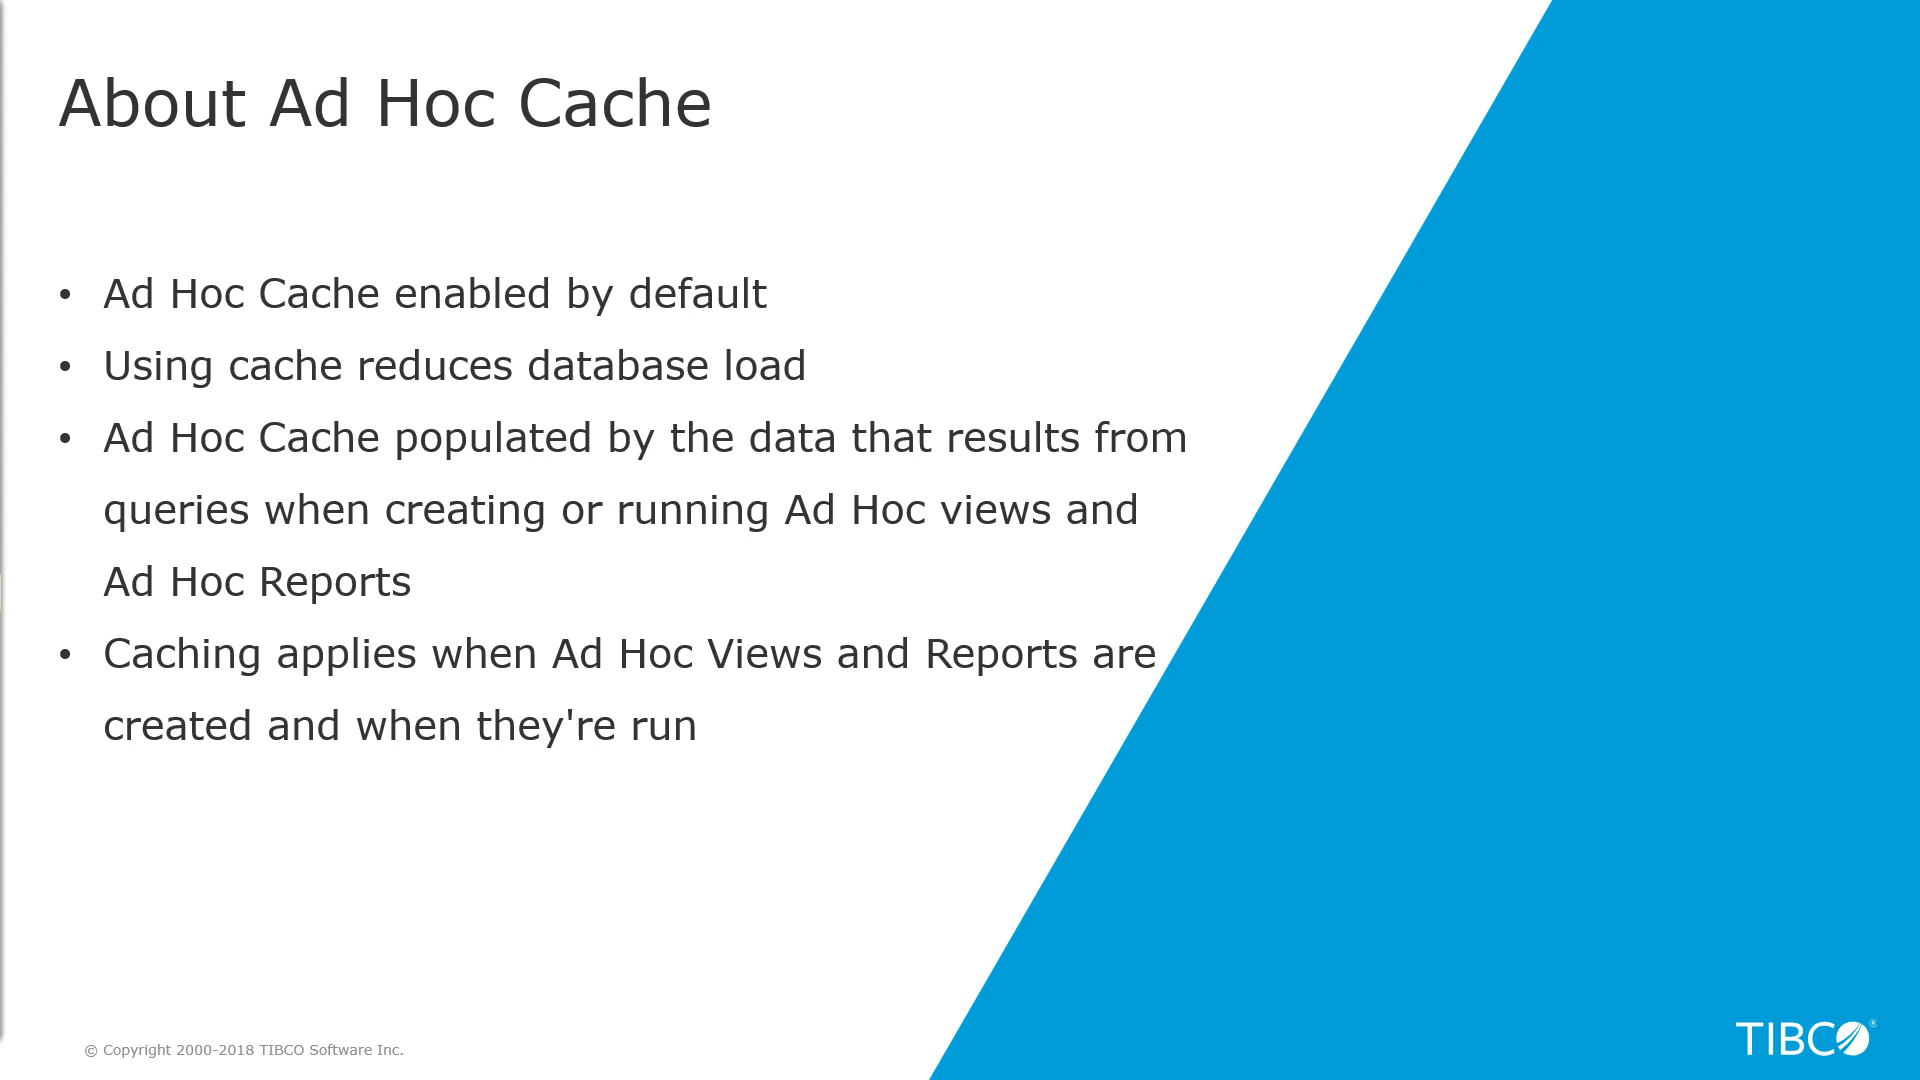 About Ad Hoc Cache
• Ad Hoc Cache enabled by default
• Using cache reduces database load
• Ad Hoc Cache populated by the data that results from
queries when creating or running Ad Hoc views and
Ad Hoc Reports
• Caching applies when Ad Hoc Views and Reports are
created and when they're run
© Copyright 2000-2018 TIBCO Software Inc.
TIBCO®